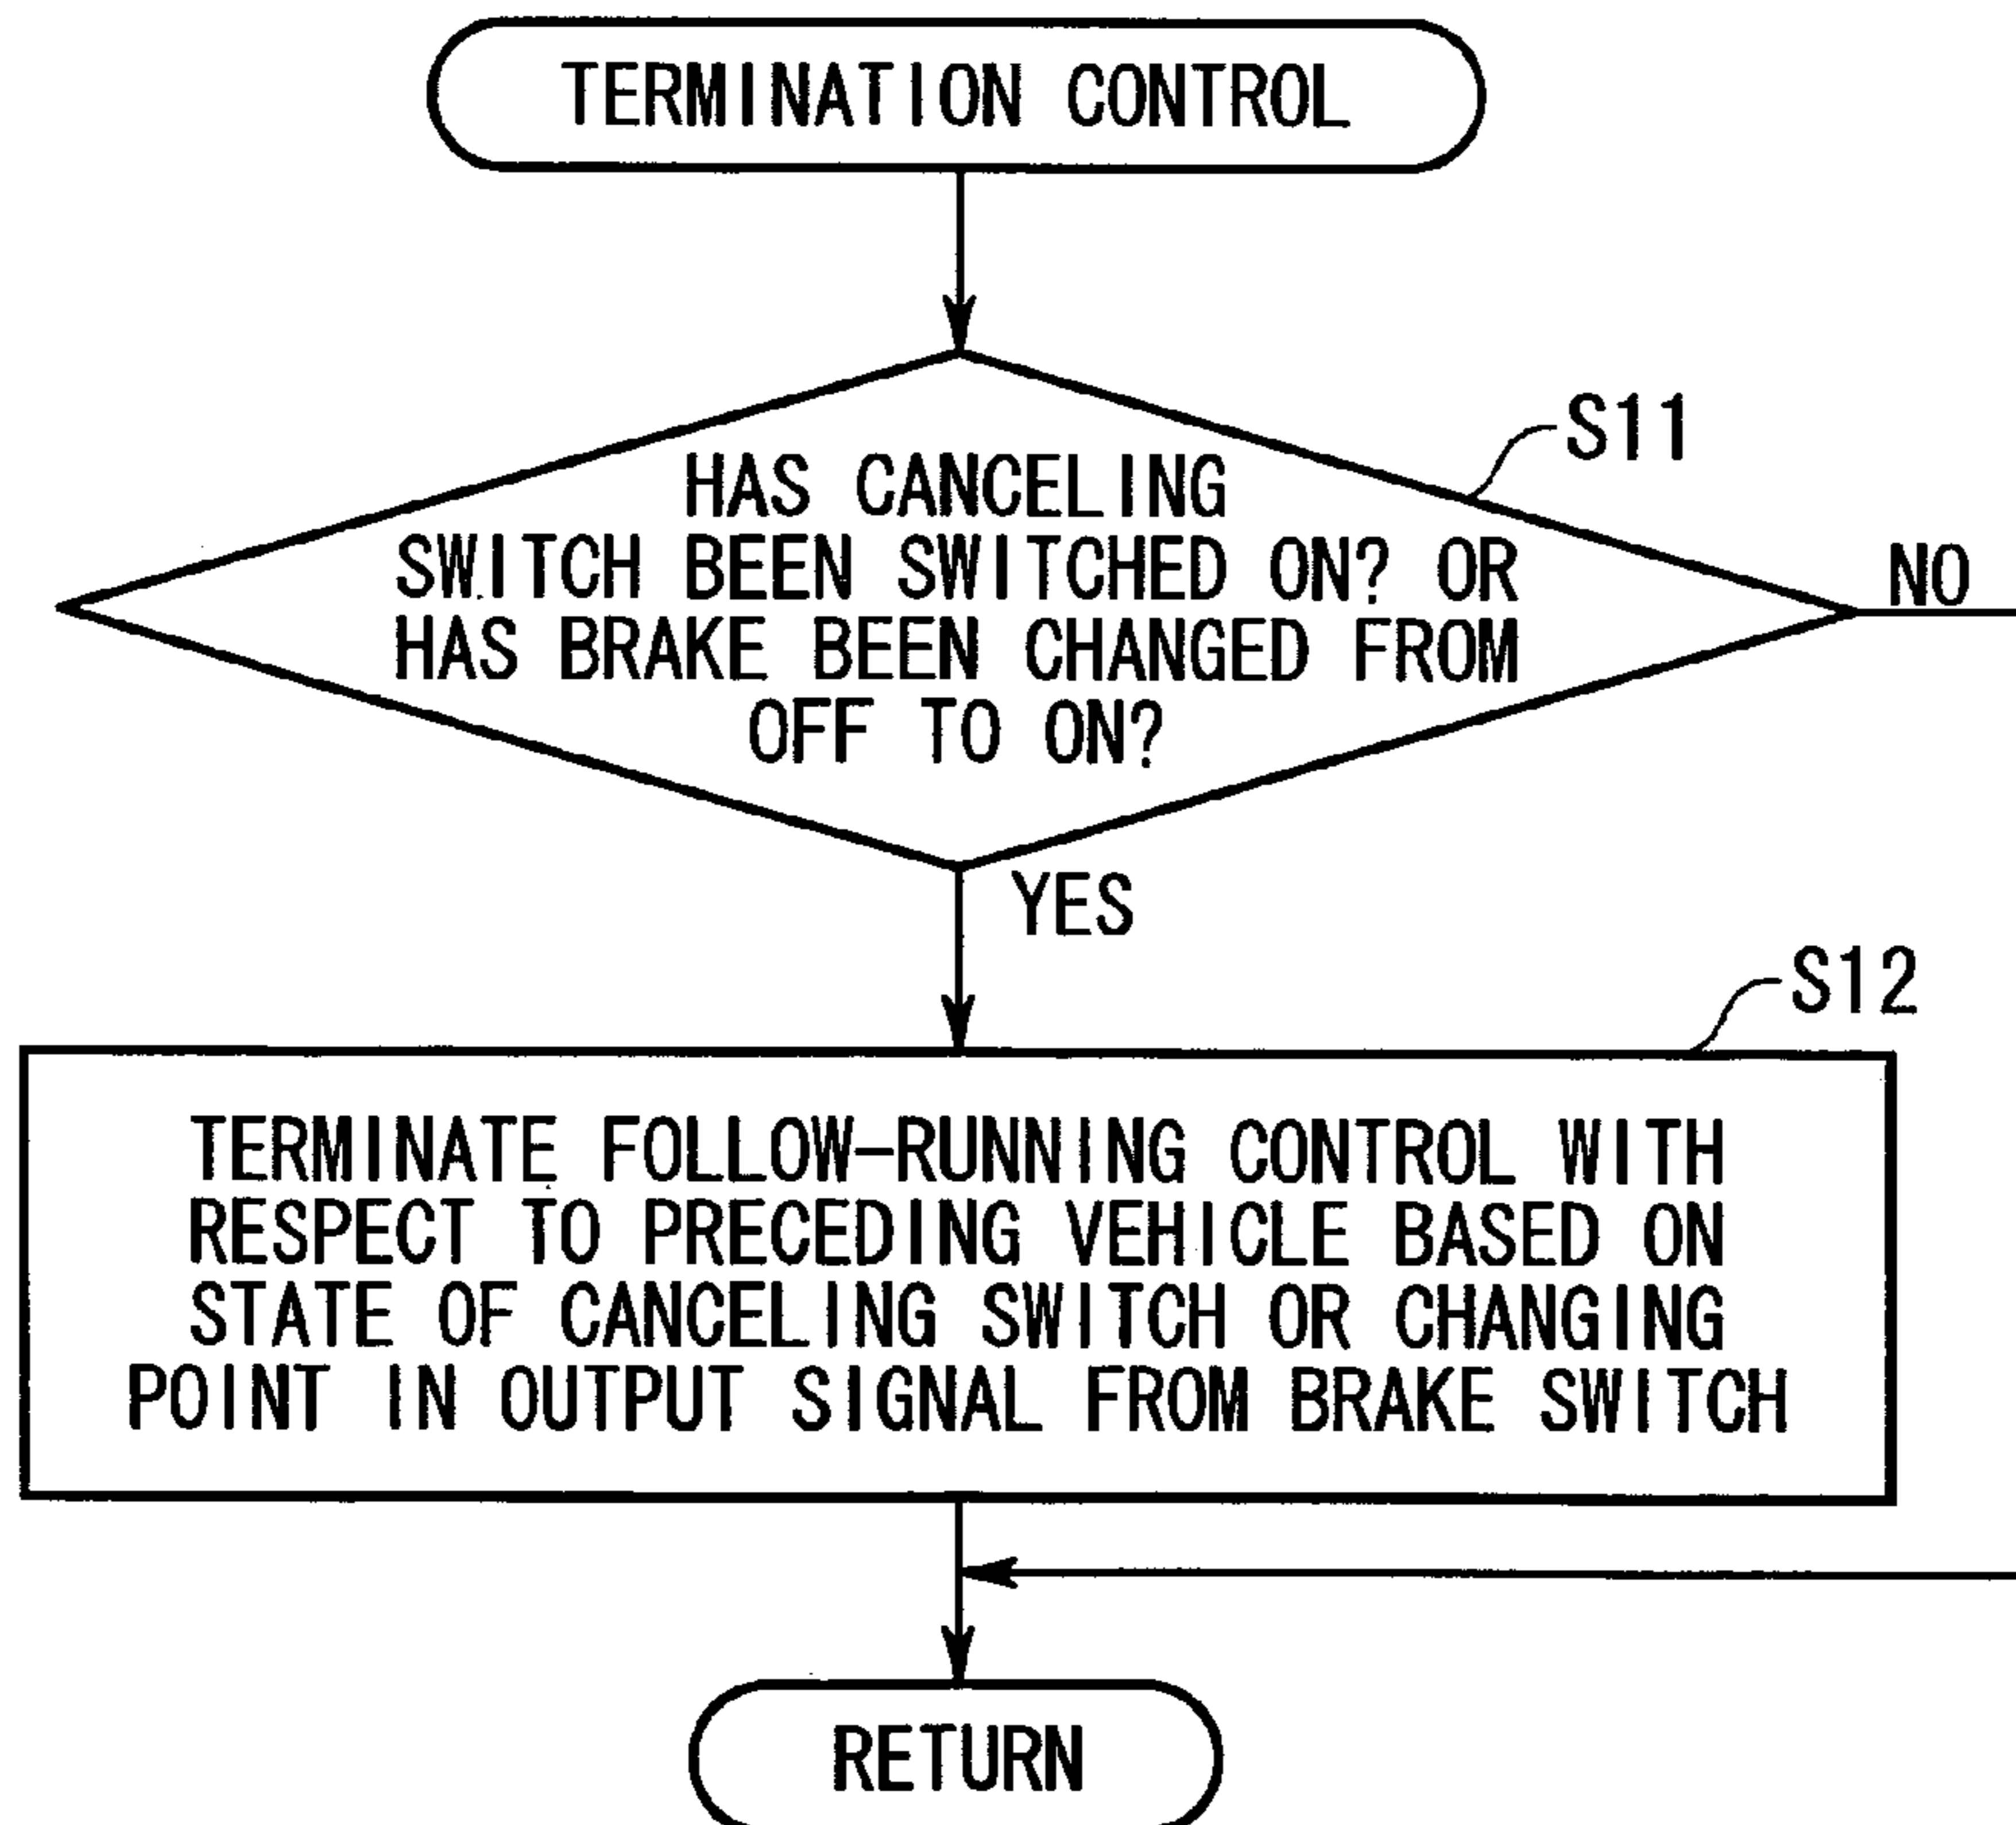 TERMINATION CONTROL
S11
HAS CANCELING
SWITCH BEEN SWITCHED ON? OR
HAS BRAKE BEEN CHANGED FROM
OFF TO ON?
NO
YES
S12
TERMINATE FOLLOW-RUNNING CONTROL WITH
RESPECT TO PRECEDING VEHICLE BASED ON
STATE OF CANCELING SWITCH OR CHANGING
POINT IN OUTPUT SIGNAL FROM BRAKE SWITCH
RETURN